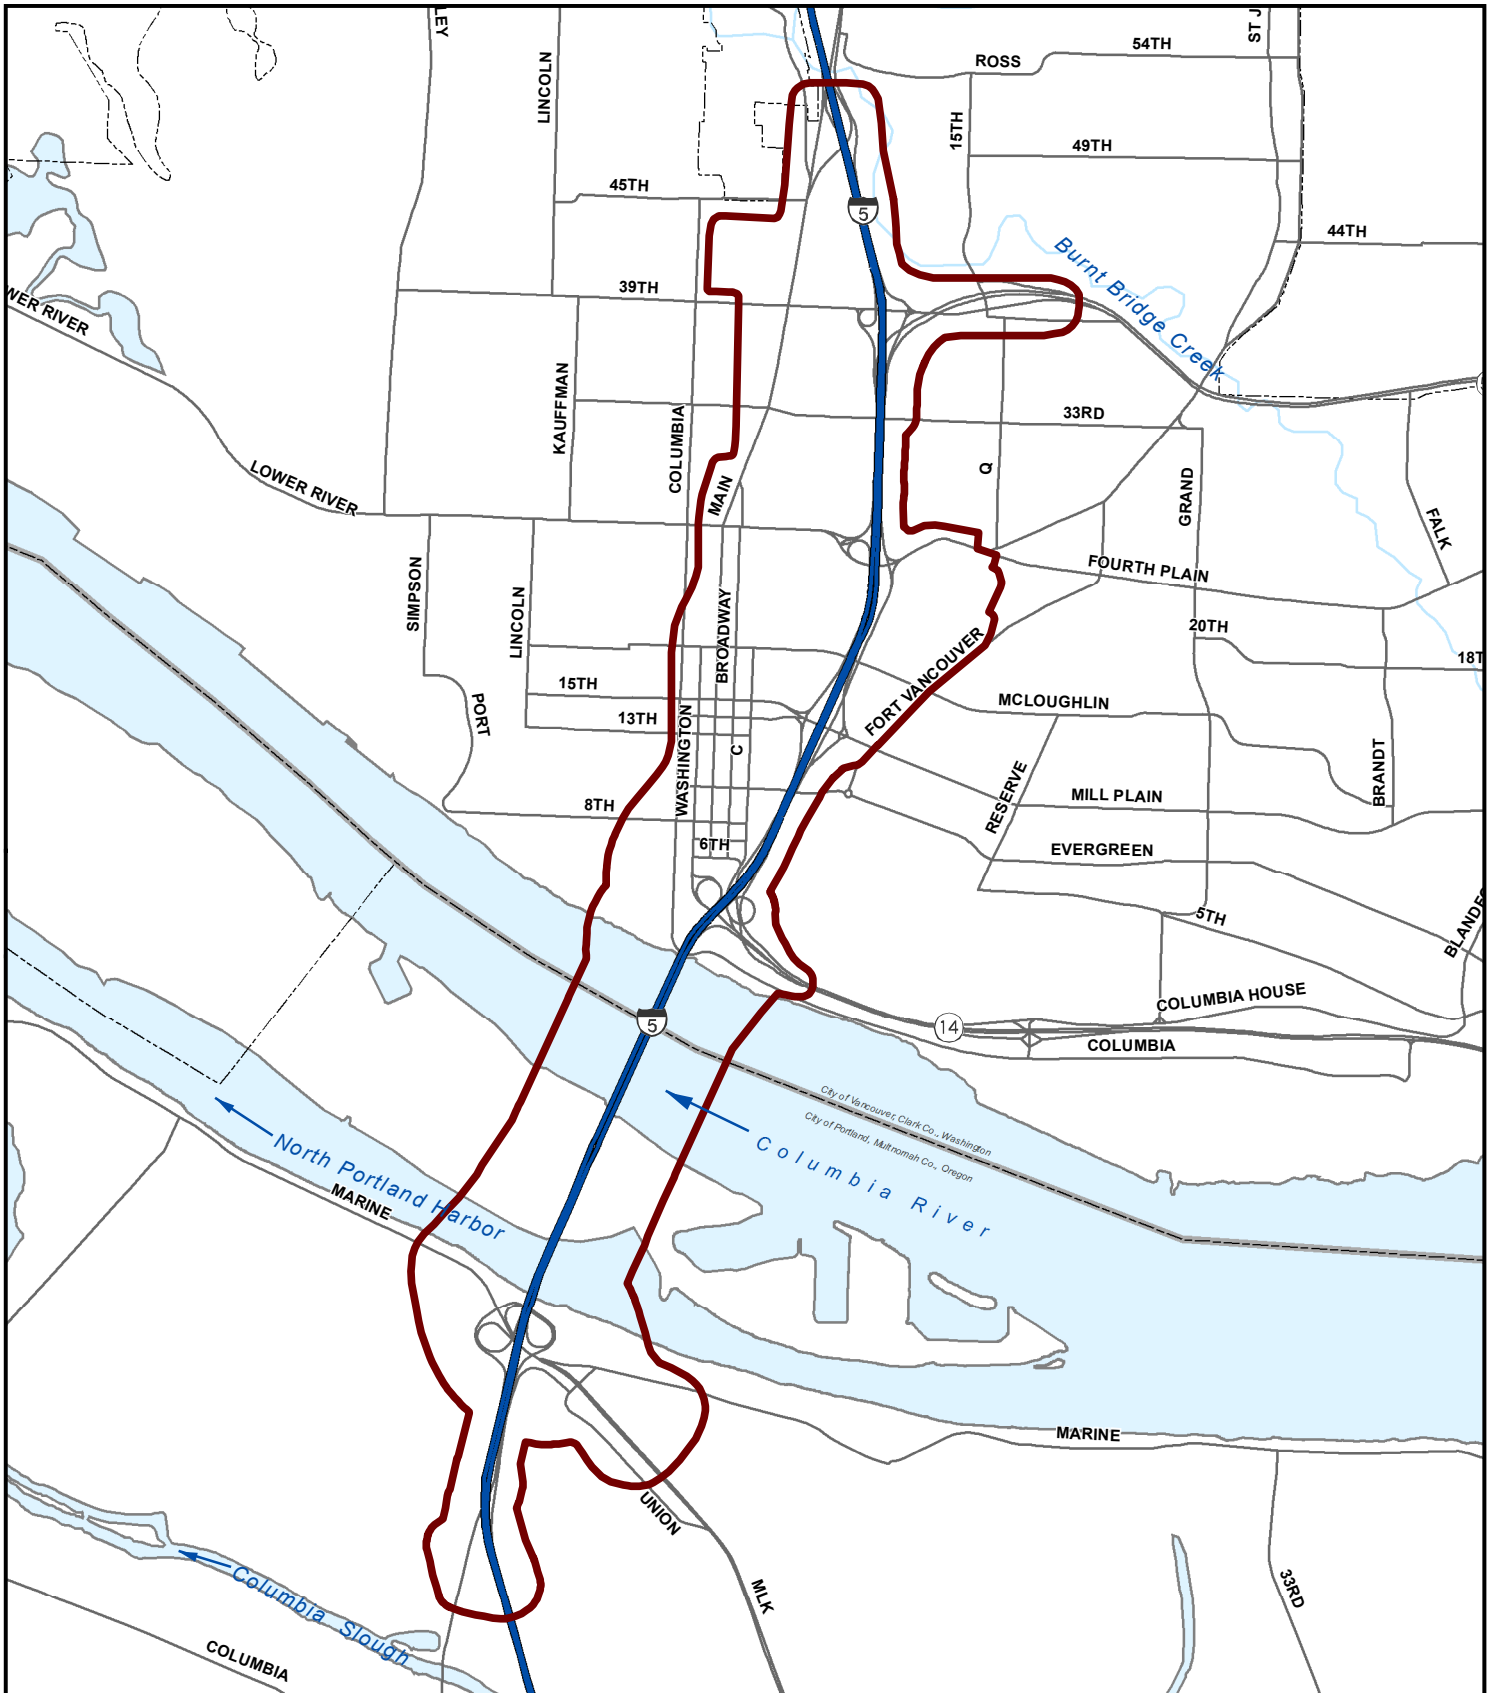 LEY
LINCOLN
ST J
54TH
ROSS
15TH
49TH
45TH
5
44TH
Burnt Bridge Creek
39TH
WER RIVER
KAUFFMAN
COLUMBIA
33RD
LOWER RIVER
MAIN
Q
GRAND
FALK
SIMPSON
LINCOLN
BROADWAY
FOURTH PLAIN
20TH
18T
FORT VANCOUVER
15TH
MCLOUGHLIN
PORT
13TH
WASHINGTON
C
BRANDT
RESERVE
8TH
MILL PLAIN
6TH
EVERGREEN
5TH
BLANDF
COLUMBIA HOUSE
5
14
COLUMBIA
City of Vancouver, Clark Co., Washington
City of Portland, Multnomah Co., Oregon
Columbia River
North Portland Harbor
MARINE
MARINE
UNION
MLK
33RD
Columbia Slough
COLUMBIA